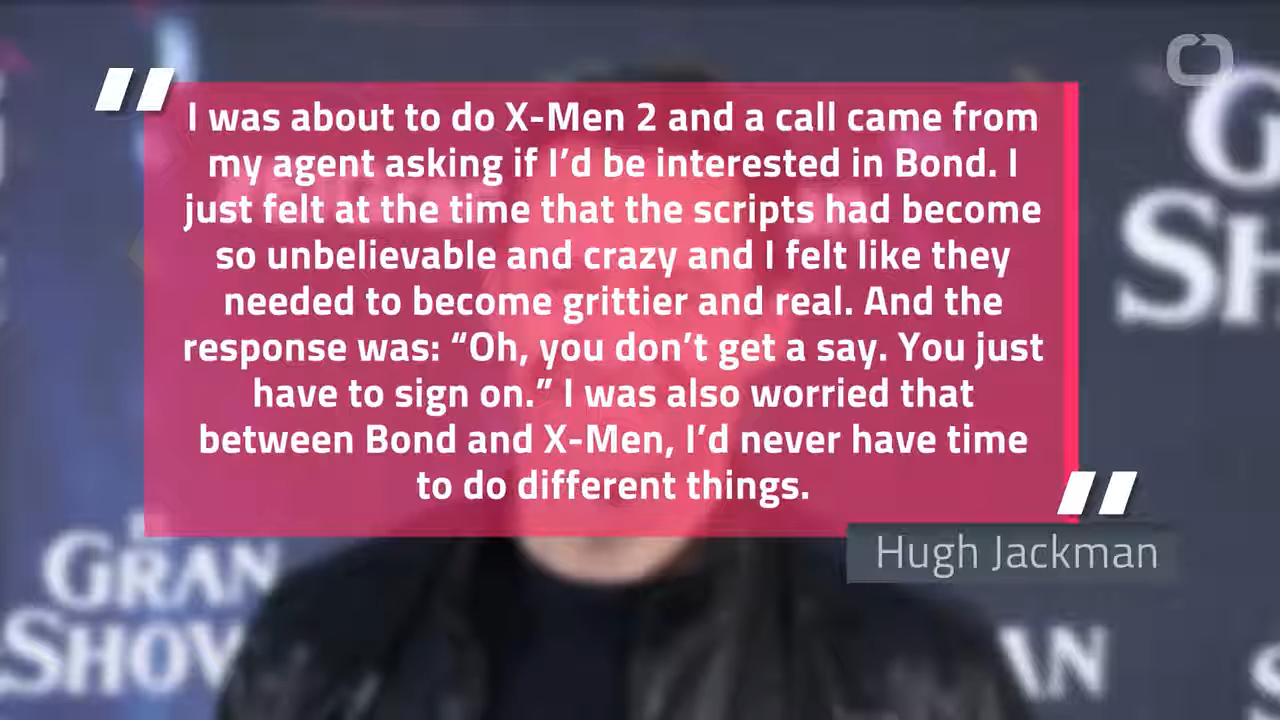 I was about to do X-Men 2 and a call came from
my agent asking if I’d be interested in Bond. I
just felt at the time that the scripts had become
so unbelievable and crazy and I felt like they
needed to become grittier and real. And the
response was: “Oh, you don’t get a say. You just
have to sign on.” I was also worried that
between Bond and X-Men, I’d never have time
to do different things.
Hugh Jackman
GRAN
SHOW